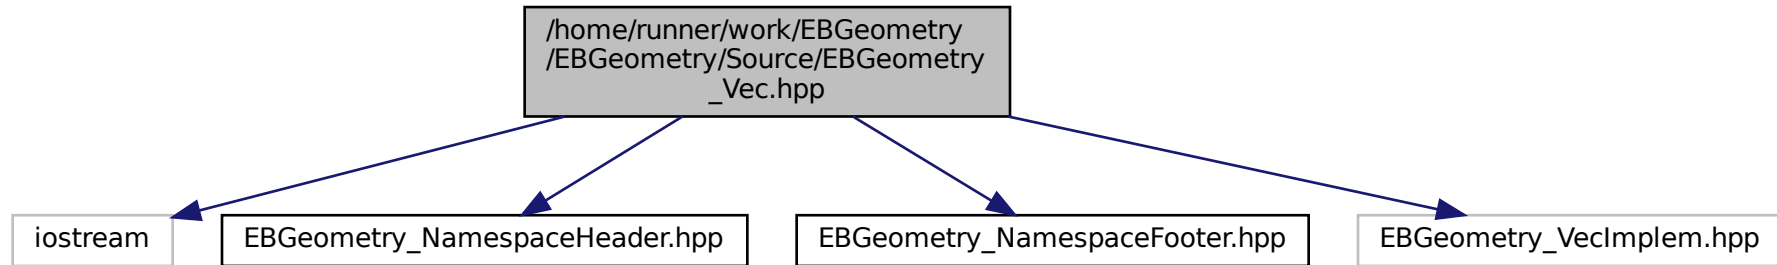 /home/runner/work/EBGeometry
/EBGeometry/Source/EBGeometry
_Vec.hpp
iostream
EBGeometry_NamespaceHeader.hpp
EBGeometry_NamespaceFooter.hpp
EBGeometry_VecImplem.hpp